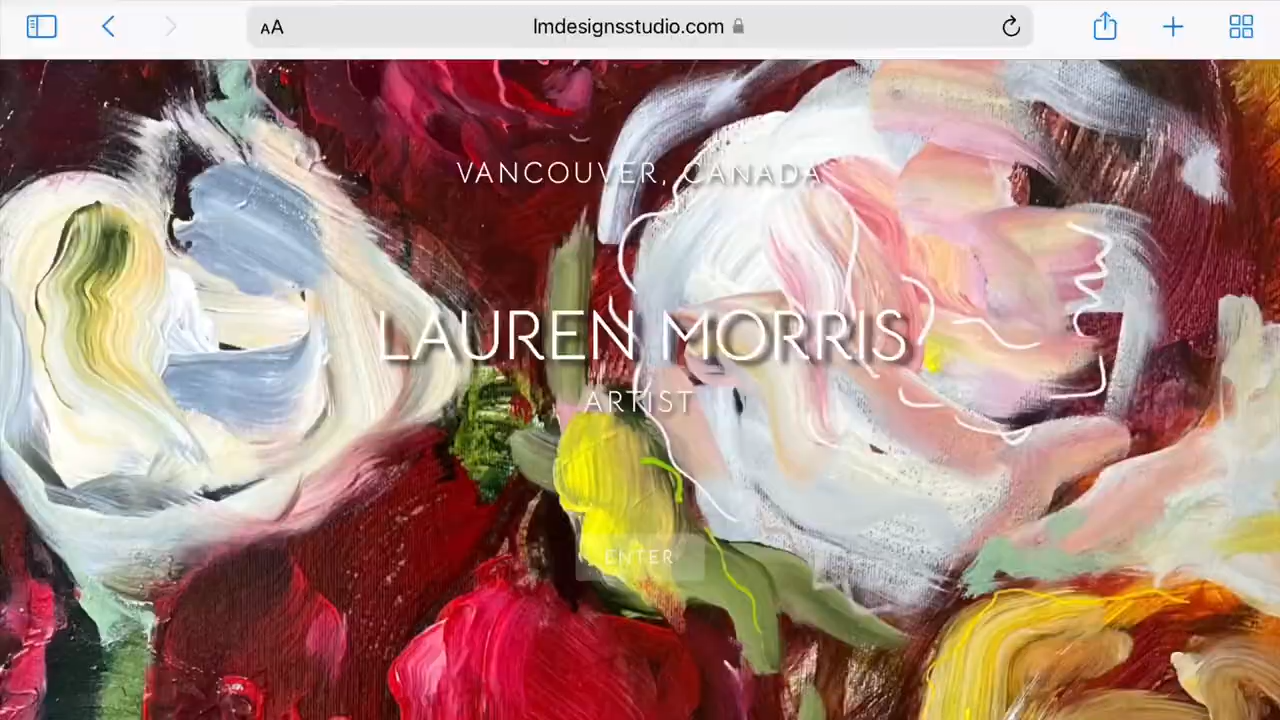 AA
lmdesignsstudio.com
VANCOUVER, CANADA
LAUREN MORRIS
ARTIST
ENTER